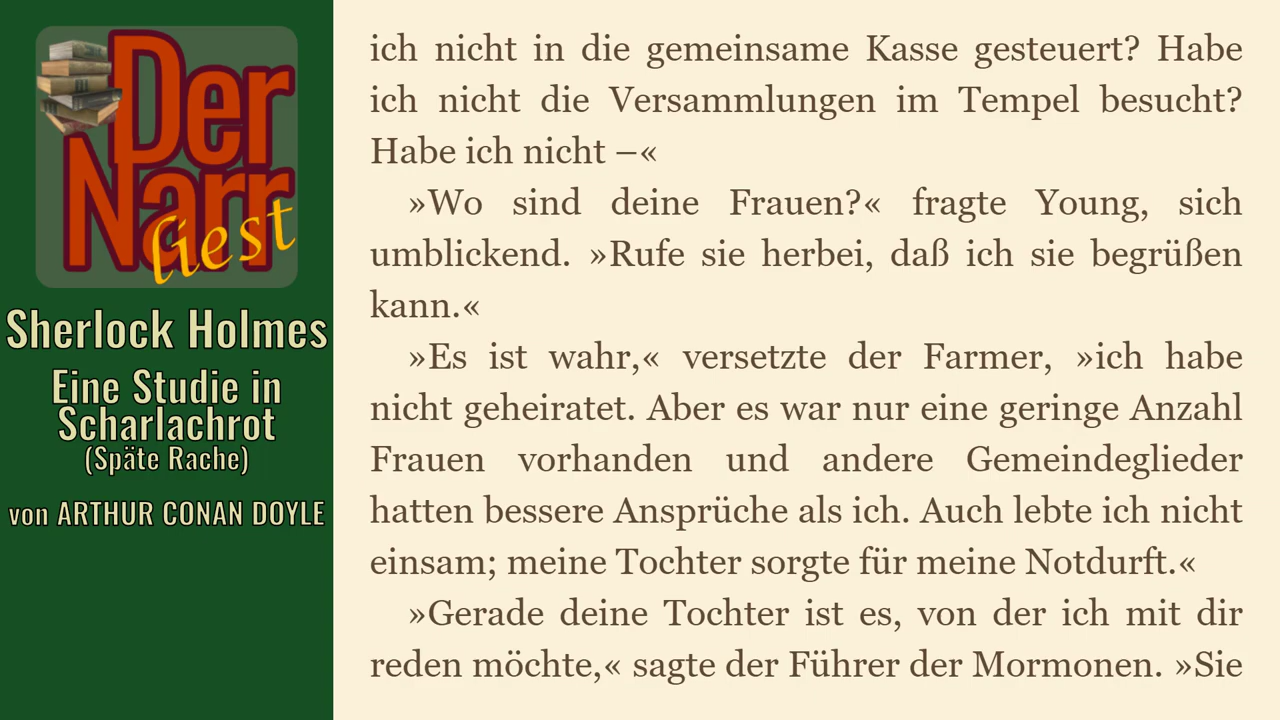 Der
Narr
liest
Sherlock Holmes
Eine Studie in
Scharlachrot
(Späte Rache)
von ARTHUR CONAN DOYLE
ich nicht in die gemeinsame Kasse gesteuert? Habe
ich nicht die Versammlungen im Tempel besucht?
Habe ich nicht –«
»Wo sind deine Frauen?« fragte Young, sich
umblickend. »Rufe sie herbei, daß ich sie begrüßen
kann.«
»Es ist wahr,« versetzte der Farmer, »ich habe
nicht geheiratet. Aber es war nur eine geringe Anzahl
Frauen vorhanden und andere Gemeindeglieder
hatten bessere Ansprüche als ich. Auch lebte ich nicht
einsam; meine Tochter sorgte für meine Notdurft.«
»Gerade deine Tochter ist es, von der ich mit dir
reden möchte,« sagte der Führer der Mormonen. »Sie